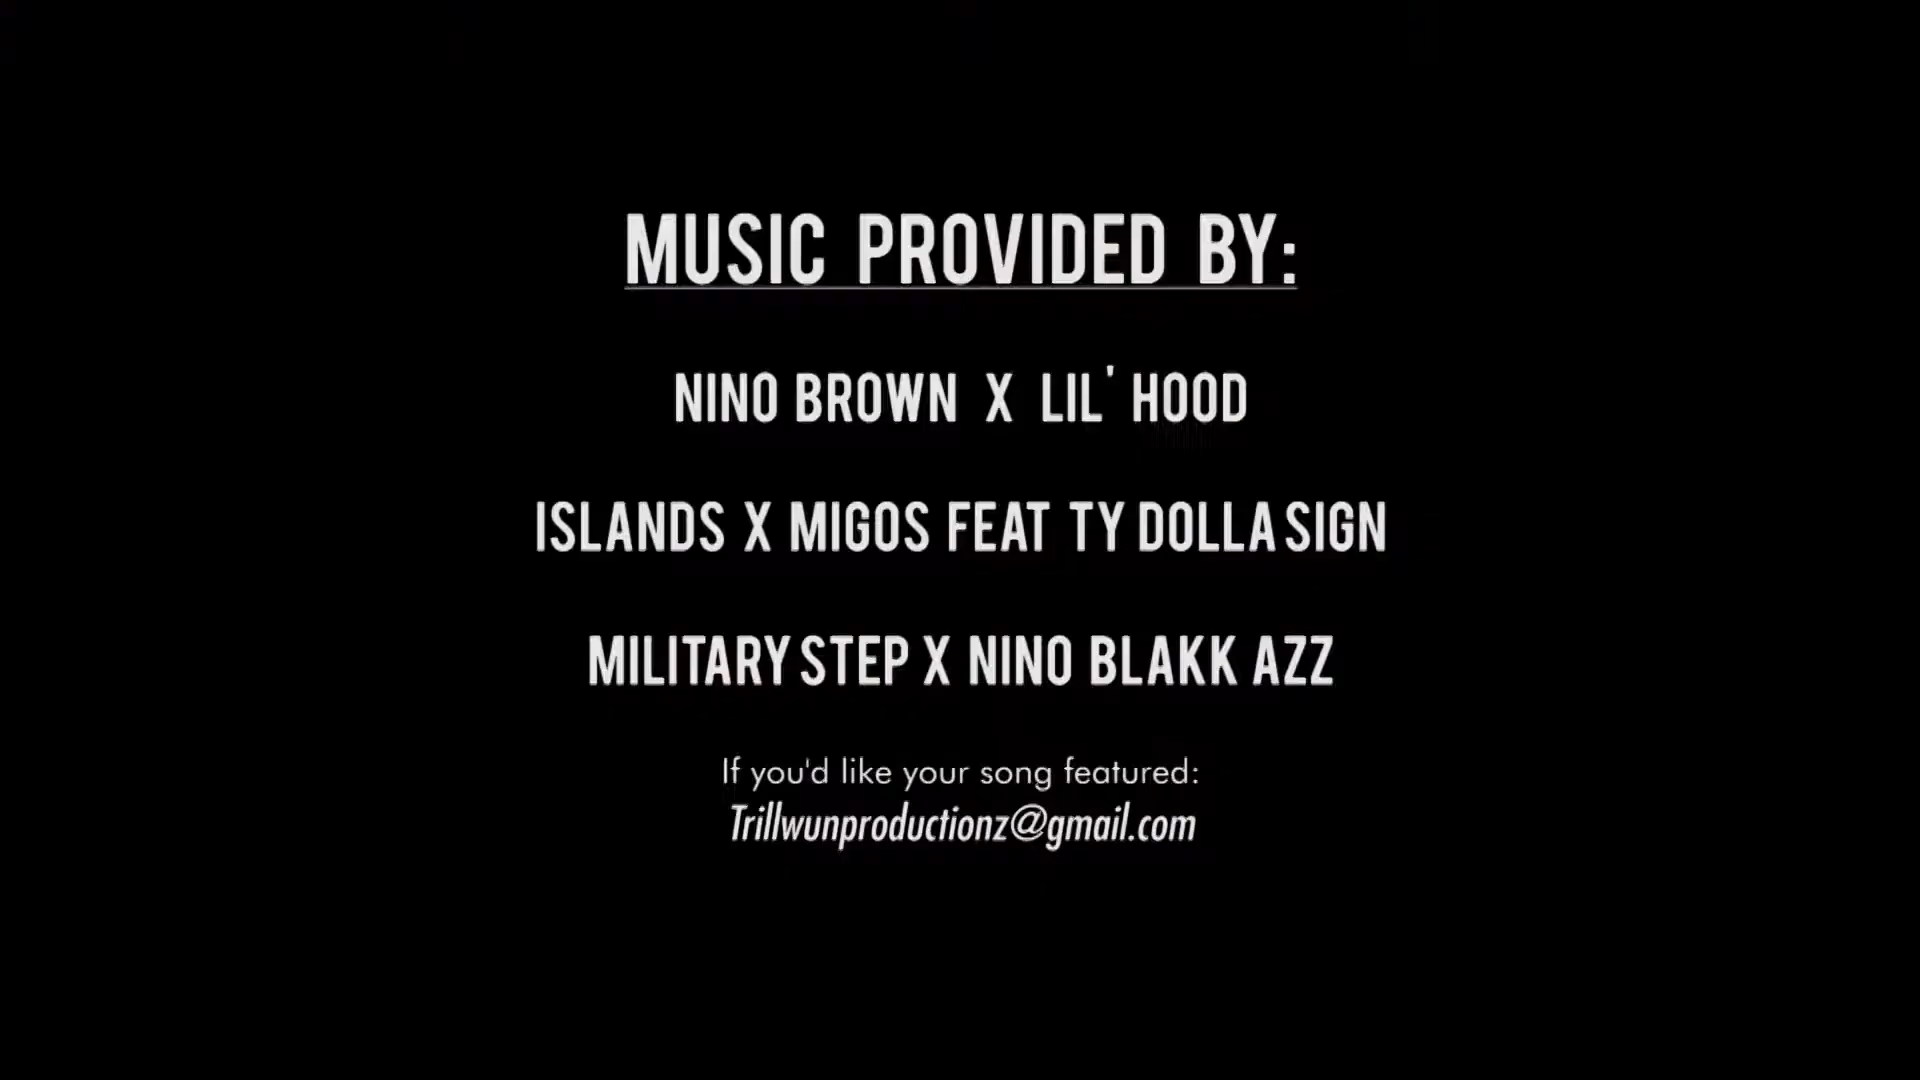 MUSIC PROVIDED BY:
NINO BROWN X LIL' HOOD
ISLANDS X MIGOS FEAT TY DOLLA SIGN
MILITARY STEP X NINO BLAKK AZZ
If you'd like your song featured:
Trillwunproductionz@gmail.com